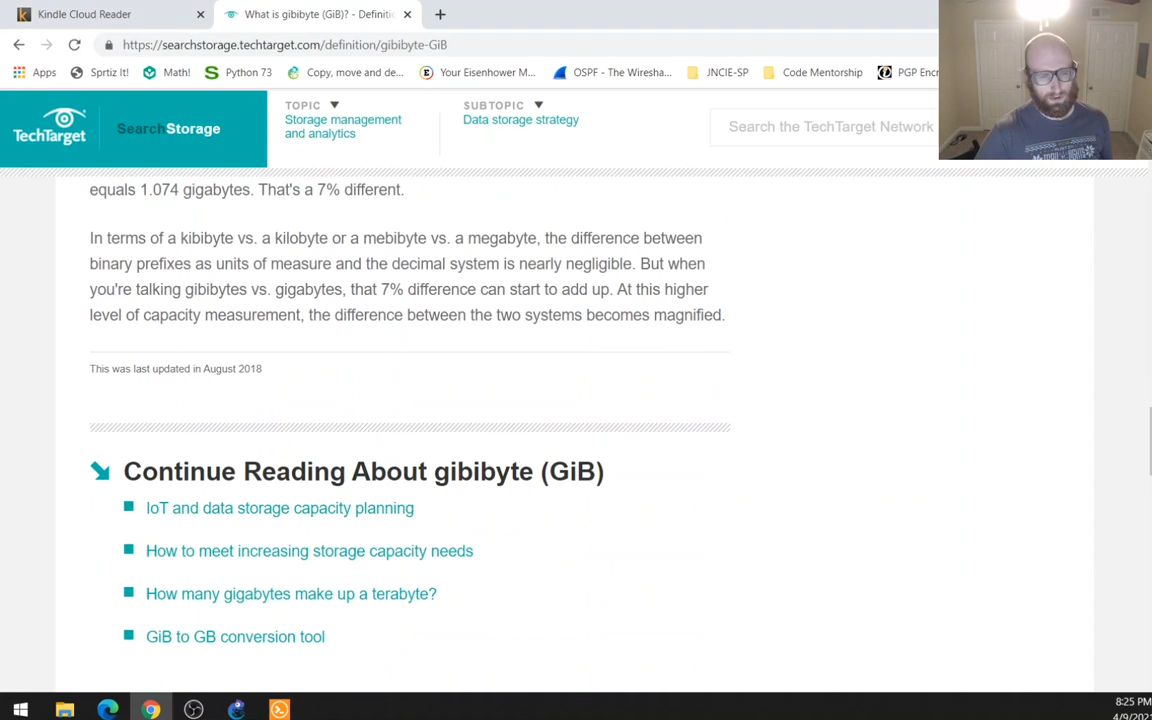 Kindle Cloud Reader
What is gibibyte (GiB)? - Definiti
https://searchstorage.techtarget.com/definition/gibibyte-GiB
Apps Sprtiz It! Math! Python 73 Copy, move and de... Your Eisenhower M... OSPF - The Wiresha... JNCIE-SP Code Mentorship PGP Encr
TechTarget
SearchStorage
TOPIC
Storage management
and analytics
SUBTOPIC
Data storage strategy
Search the TechTarget Network
equals 1.074 gigabytes. That's a 7% different.
In terms of a kibibyte vs. a kilobyte or a mebibyte vs. a megabyte, the difference between
binary prefixes as units of measure and the decimal system is nearly negligible. But when
you're talking gibibytes vs. gigabytes, that 7% difference can start to add up. At this higher
level of capacity measurement, the difference between the two systems becomes magnified.
This was last updated in August 2018
Continue Reading About gibibyte (GiB)
IoT and data storage capacity planning
How to meet increasing storage capacity needs
How many gigabytes make up a terabyte?
GiB to GB conversion tool
8:25 PM